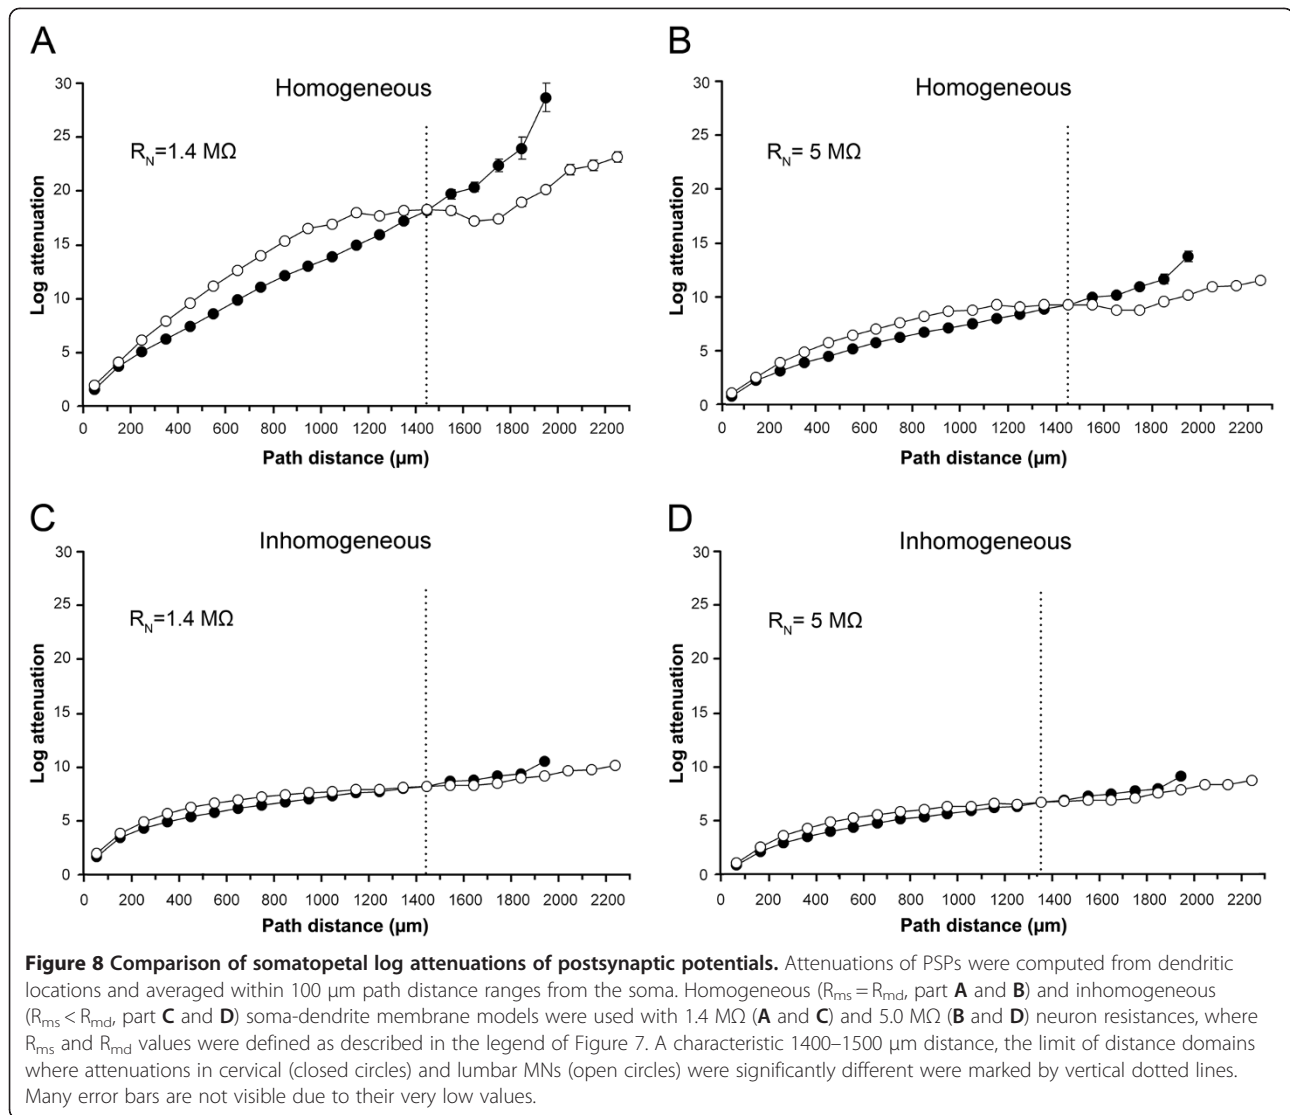 A
Homogeneous
R_N=1.4 MΩ
Log attenuation
30
25
20
15
10
5
0
0 200 400 600 800 1000 1200 1400 1600 1800 2000 2200
Path distance (µm)
B
Homogeneous
R_N= 5 MΩ
Log attenuation
30
25
20
15
10
5
0
0 200 400 600 800 1000 1200 1400 1600 1800 2000 2200
Path distance (µm)
C
Inhomogeneous
R_N=1.4 MΩ
Log attenuation
30
25
20
15
10
5
0
0 200 400 600 800 1000 1200 1400 1600 1800 2000 2200
Path distance (µm)
D
Inhomogeneous
R_N= 5 MΩ
Log attenuation
30
25
20
15
10
5
0
0 200 400 600 800 1000 1200 1400 1600 1800 2000 2200
Path distance (µm)
Figure 8 Comparison of somatopetal log attenuations of postsynaptic potentials. Attenuations of PSPs were computed from dendritic
locations and averaged within 100 µm path distance ranges from the soma. Homogeneous (R_ms = R_md, part A and B) and inhomogeneous
(R_ms < R_md, part C and D) soma-dendrite membrane models were used with 1.4 MΩ (A and C) and 5.0 MΩ (B and D) neuron resistances, where
R_ms and R_md values were defined as described in the legend of Figure 7. A characteristic 1400–1500 µm distance, the limit of distance domains
where attenuations in cervical (closed circles) and lumbar MNs (open circles) were significantly different were marked by vertical dotted lines.
Many error bars are not visible due to their very low values.